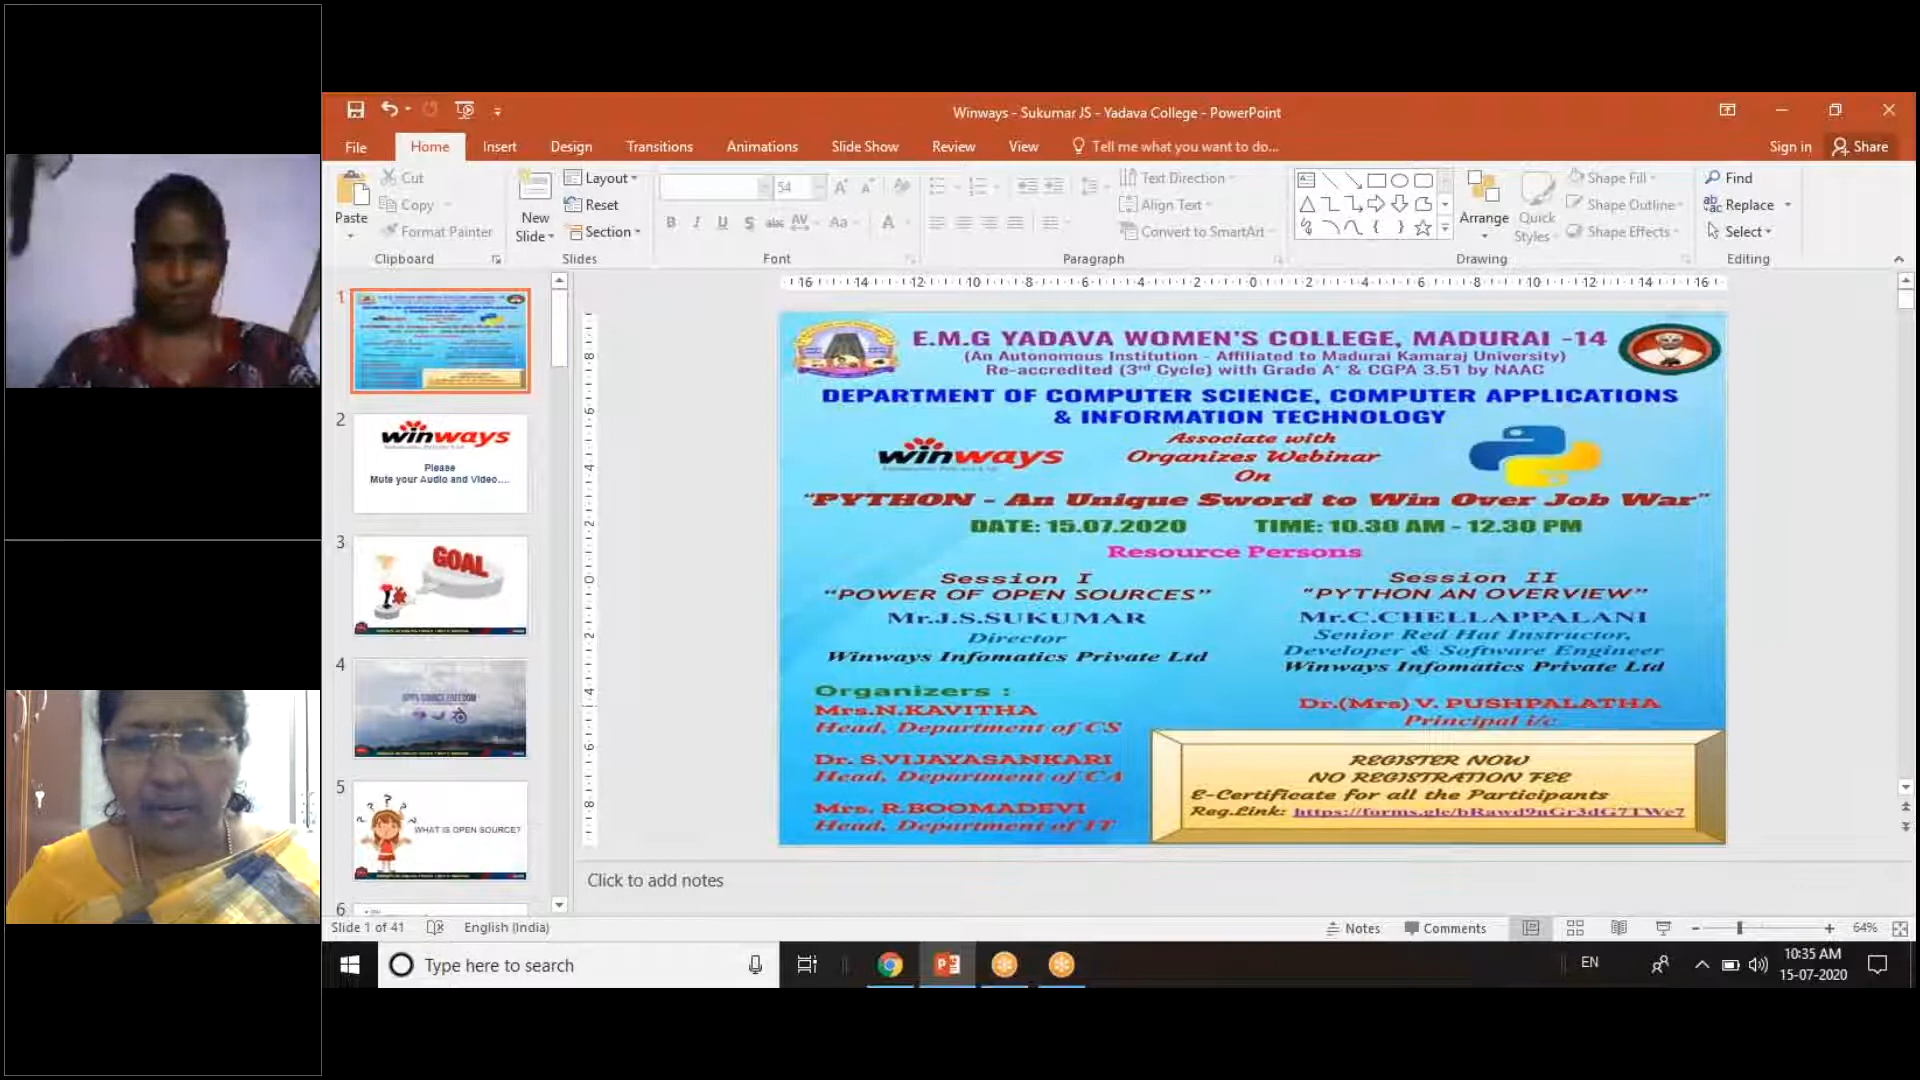 Winways - Sukumar JS - Yadava College - PowerPoint
File
Home
Insert
Design
Transitions
Animations
Slide Show
Review
View
Tell me what you want to do...
Sign in
Share
Paste
Cut
Copy
Format Painter
Clipboard
New
Slide
Layout
Reset
Section
Slides
54
Font
Text Direction
Align Text
Convert to SmartArt
Paragraph
Arrange
Quick
Styles
Shape Fill
Shape Outline
Shape Effects
Drawing
Find
Replace
Select
Editing
1
2
winways
Please
Mute your Audio and Video....
3
GOAL
4
OPEN SOURCE FREEDOM
5
WHAT IS OPEN SOURCE?
6
E.M.G YADAVA WOMEN'S COLLEGE, MADURAI -14
(An Autonomous Institution - Affiliated to Madurai Kamaraj University)
Re-accredited (3rd Cycle) with Grade A+ & CGPA 3.51 by NAAC
DEPARTMENT OF COMPUTER SCIENCE, COMPUTER APPLICATIONS
& INFORMATION TECHNOLOGY
winways
Associate with
Organizes Webinar
On
"PYTHON - An Unique Sword to Win Over Job War"
DATE: 15.07.2020 TIME: 10.30 AM - 12.30 PM
Resource Persons
Session I
"POWER OF OPEN SOURCES"
Mr.J.S.SUKUMAR
Director
Winways Infomatics Private Ltd
Session II
"PYTHON AN OVERVIEW"
Mr.C.CHELLAPPALANI
Senior Red Hat Instructor,
Developer & Software Engineer
Winways Infomatics Private Ltd
Organizers :
Mrs.N.KAVITHA
Head, Department of CS
Dr. S.VIJAYASANKARI
Head, Department of CA
Mrs. R.BOOMADEVI
Head, Department of IT
Dr.(Mrs) V. PUSHPALATHA
Principal i/c
REGISTER NOW
NO REGISTRATION FEE
E-Certificate for all the Participants
Reg.Link:
Click to add notes
Slide 1 of 41
English (India)
Notes
Comments
64%
Type here to search
EN
10:35 AM
15-07-2020